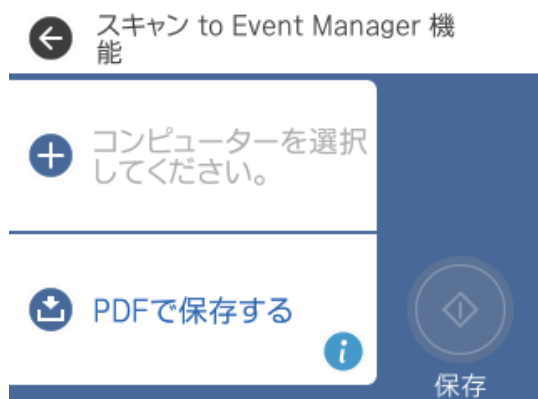 スキャン to Event Manager 機
能
コンピューターを選択
してください。
PDFで保存する
i
保存